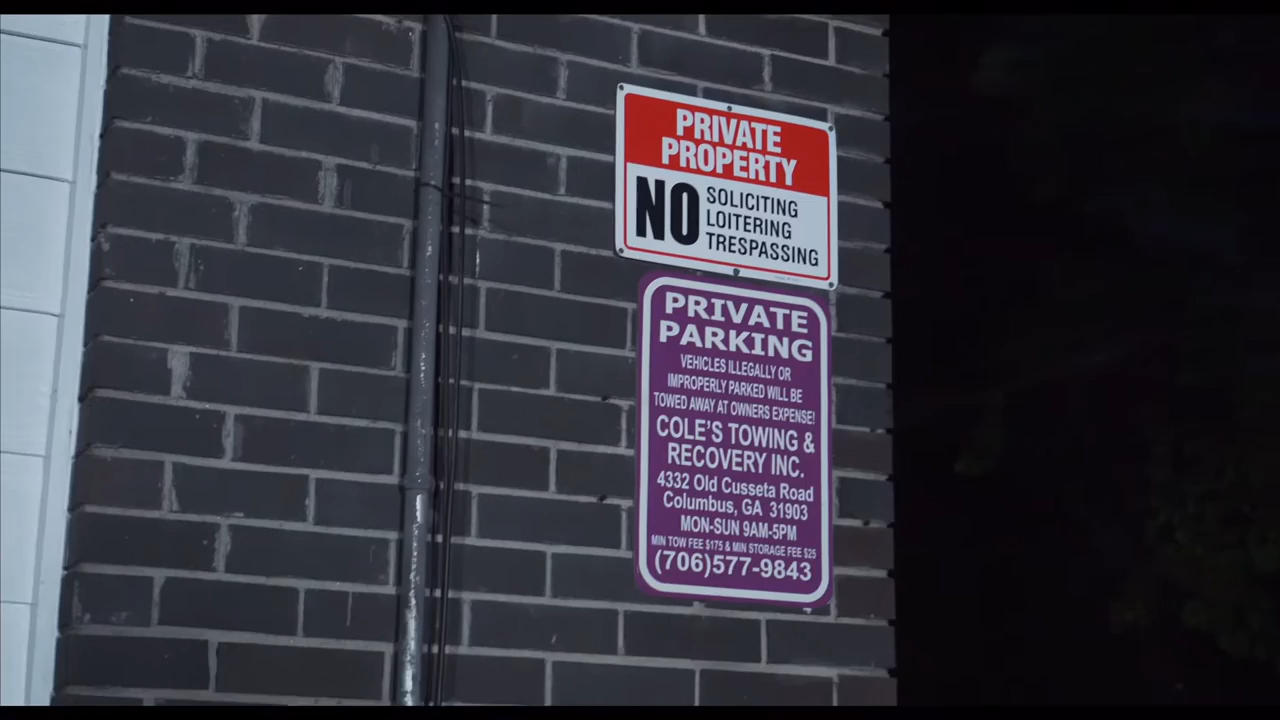 PRIVATE
PROPERTY
NO
SOLICITING
LOITERING
TRESPASSING
PRIVATE
PARKING
VEHICLES ILLEGALLY OR
IMPROPERLY PARKED WILL BE
TOWED AWAY AT OWNERS EXPENSE!
COLE'S TOWING &
RECOVERY INC.
4332 Old Cusseta Road
Columbus, GA 31903
MON-SUN 9AM-5PM
MIN TOW FEE $175 & MIN STORAGE FEE $25
(706)577-9843